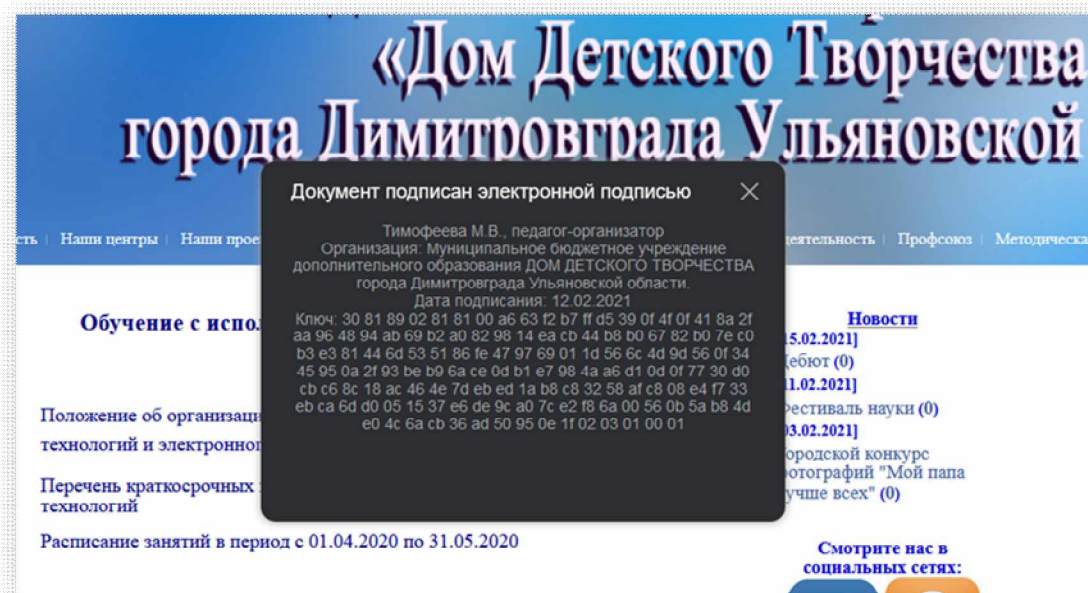 «Дом Детского Творчества
города Димитровграда Ульяновской
Наши центры
Наши прое
деятельность
Профсоюз
Методическа
Документ подписан электронной подписью
Тимофеева М.В., педагог-организатор
Организация: Муниципальное бюджетное учреждение
дополнительного образования ДОМ ДЕТСКОГО ТВОРЧЕСТВА
города Димитровграда Ульяновской области.
Дата подписания: 12.02.2021
Ключ: 30 81 89 02 81 81 00 a6 63 f2 b7 ff d5 39 0f 4f 0f 41 8a 2f
aa 96 48 94 ab 69 b2 a0 82 98 14 ea cb 44 b8 b0 67 82 b0 7e c0
b3 e3 81 44 6d 53 51 86 fe 47 97 69 01 1d 56 6c 4d 9d 56 0f 34
45 95 0a 2f 93 be b9 6a ce 0d b1 e7 98 4a a6 d1 0d 0f 77 30 d0
cb c6 8c 18 ac 46 4e 7d eb ed 1a b8 c8 32 58 af c8 08 e4 f7 33
eb ca 6d d0 05 15 37 e6 de 9c a0 7c e2 f8 6a 00 56 0b 5a b8 4d
e0 4c 6a cb 36 ad 50 95 0e 1f 02 03 01 00 01
Обучение с испол
Положение об организаци
технологий и электронног
Перечень краткосрочных
технологий
Расписание занятий в период с 01.04.2020 по 31.05.2020
Новости
15.02.2021]
Дебют (0)
11.02.2021]
Фестиваль науки (0)
03.02.2021]
Городской конкурс
фотографий "Мой папа
лучше всех" (0)
Смотрите нас в
социальных сетях: